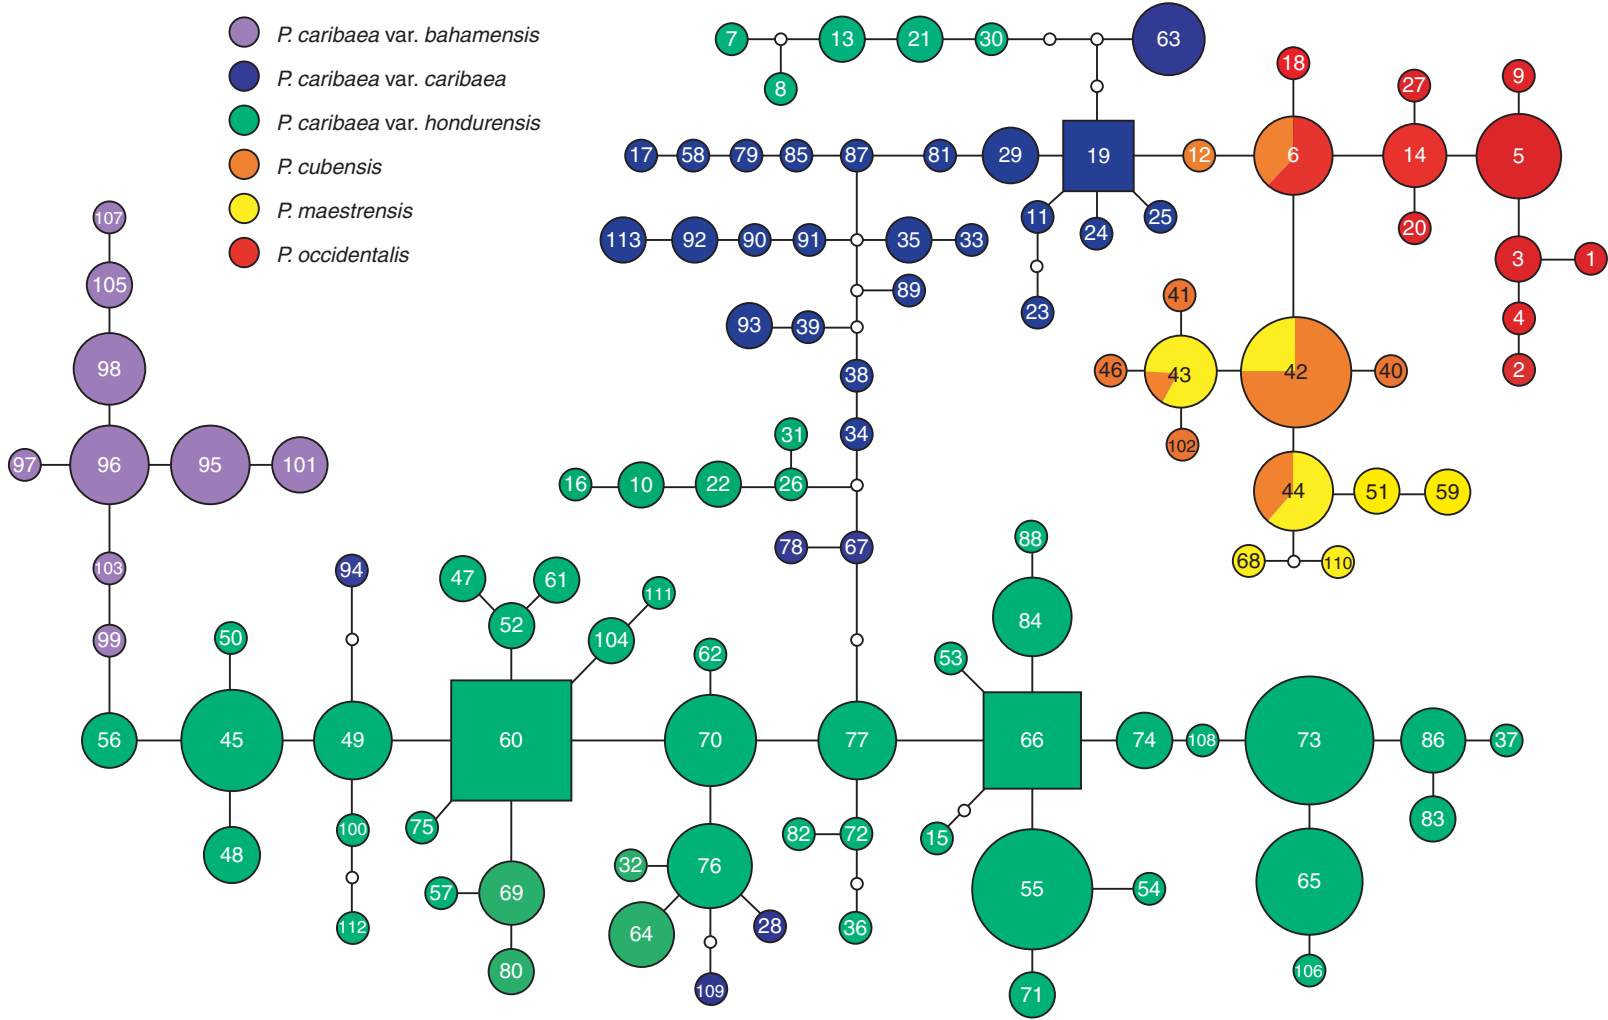 P. caribaea var. bahamensis
P. caribaea var. caribaea
P. caribaea var. hondurensis
P. cubensis
P. maestrensis
P. occidentalis
7 13 21 30 63
8
18 27 9
17 58 79 85 87 81 29 19 12 6 14 5
11 24 25 20
107
113 92 90 91 35 33
3 1
105
89 23 41
93 39 4
98 38 46 43 42 40 2
31 34 102
97 96 95 101
16 10 22 26
44 51 59
78 67 88
68 110
103 94 47 61 111
99 50 52 104 62 84
53
56 45 49 60 70 77 66 74 108 73 86 37
75 100 82 72 15 83
48 32 76 55 54 65
57 69
112 64 28 36
80 109 71 106